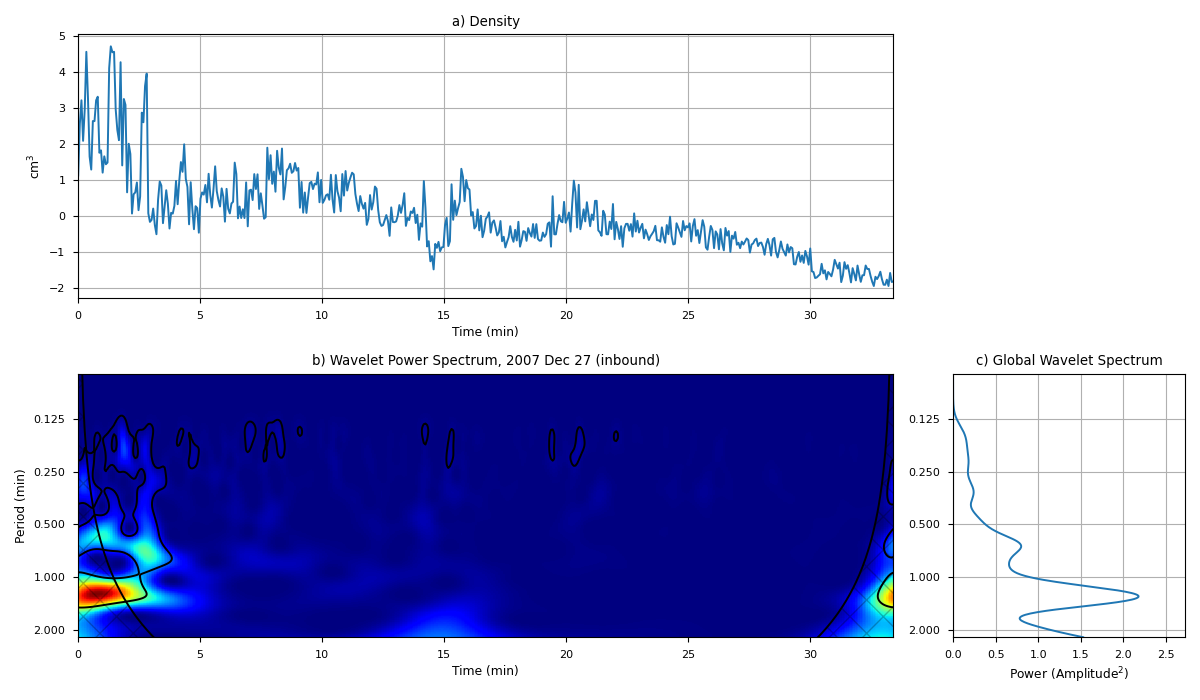 a) Density
5
4
3
2
1
0
−1
−2
cm³
0 5 10 15 20 25 30
Time (min)
b) Wavelet Power Spectrum, 2007 Dec 27 (inbound)
0.125
0.250
0.500
1.000
2.000
Period (min)
0 5 10 15 20 25 30
Time (min)
c) Global Wavelet Spectrum
0.125
0.250
0.500
1.000
2.000
0.0 0.5 1.0 1.5 2.0 2.5
Power (Amplitude²)